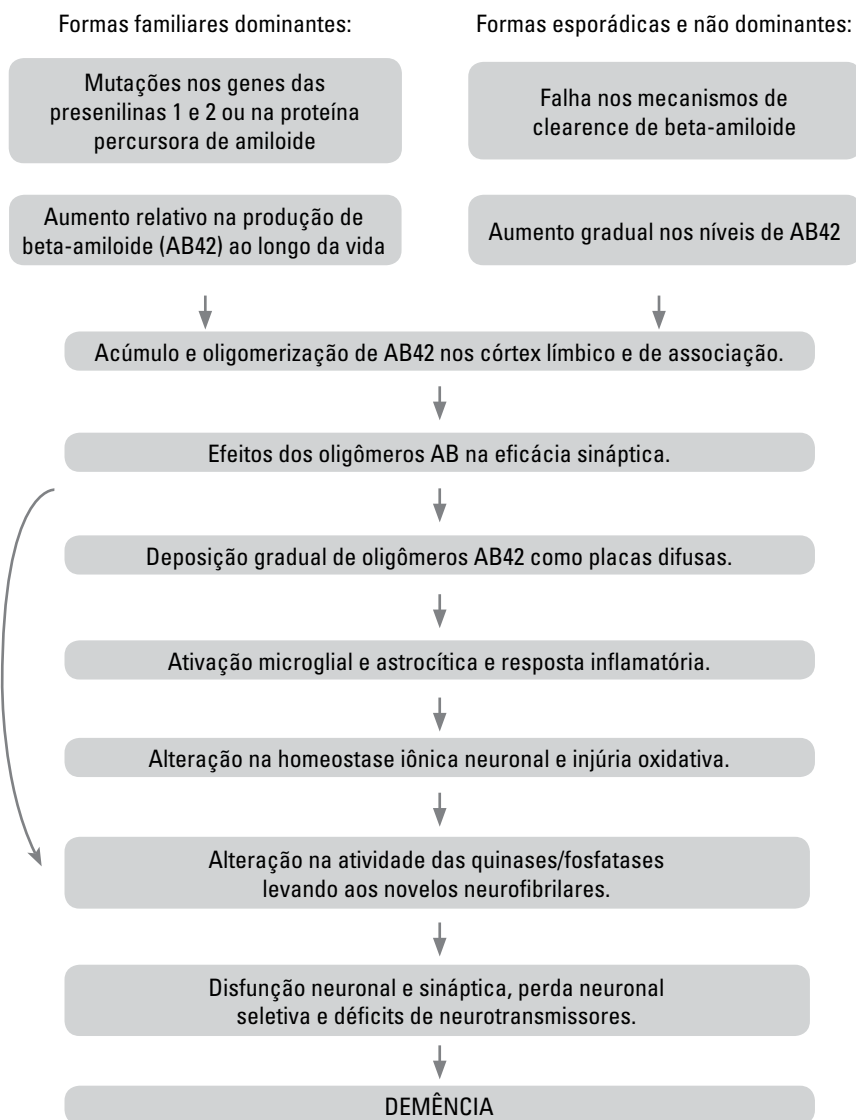 Formas familiares dominantes:
Formas esporádicas e não dominantes:
Mutações nos genes das
presenilinas 1 e 2 ou na proteína
percursora de amiloide
Falha nos mecanismos de
clearence de beta-amiloide
Aumento relativo na produção de
beta-amiloide (AB42) ao longo da vida
Aumento gradual nos níveis de AB42
Acúmulo e oligomerização de AB42 nos córtex límbico e de associação.
Efeitos dos oligômeros AB na eficácia sináptica.
Deposição gradual de oligômeros AB42 como placas difusas.
Ativação microglial e astrocítica e resposta inflamatória.
Alteração na homeostase iônica neuronal e injúria oxidativa.
Alteração na atividade das quinases/fosfatases
levando aos novelos neurofibrilares.
Disfunção neuronal e sináptica, perda neuronal
seletiva e déficits de neurotransmissores.
DEMÊNCIA